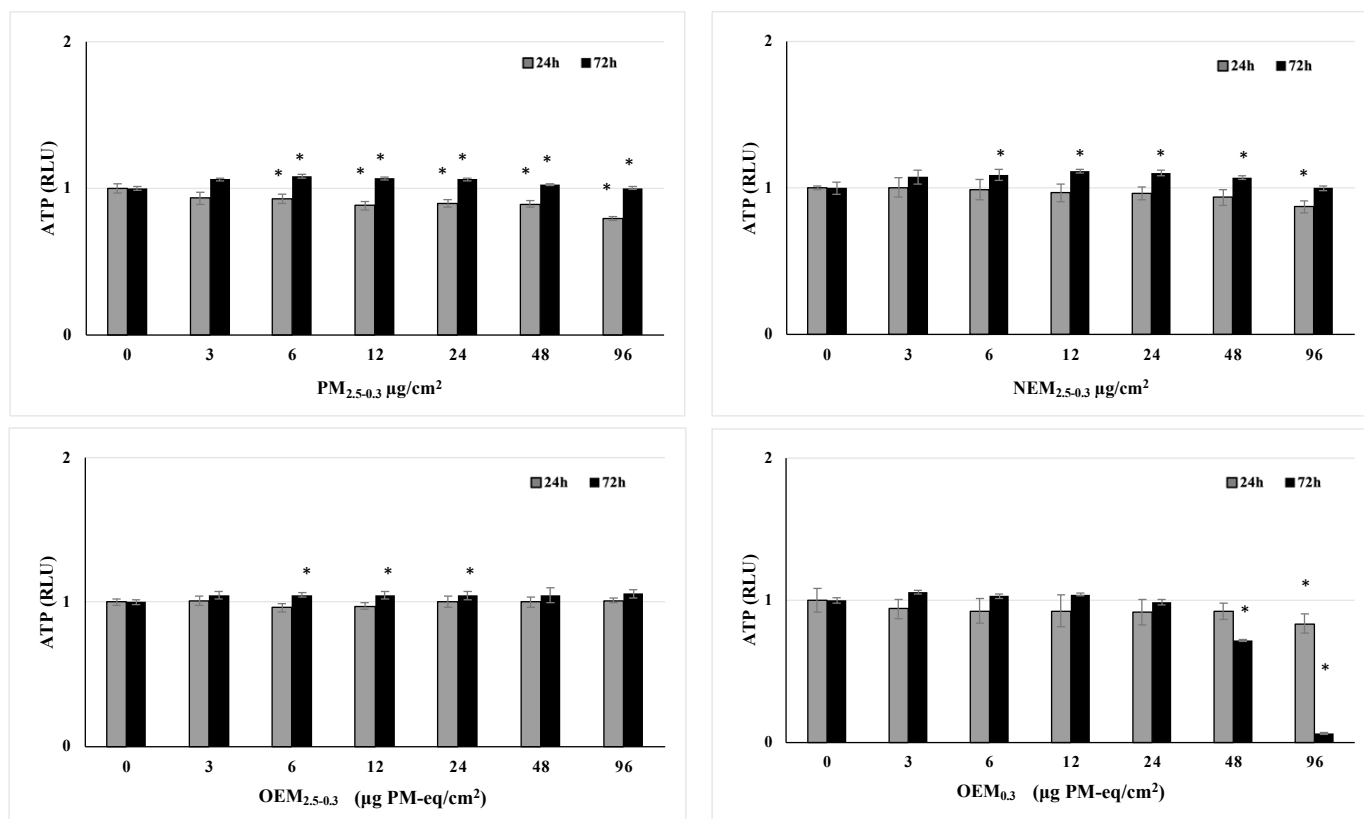 2
24h 72h
* * * * * * * * * *
ATP (RLU)
1
0
0 3 6 12 24 48 96
PM2.5-0.3 µg/cm²
2
24h 72h
* * * * *
ATP (RLU)
1
0
0 3 6 12 24 48 96
NEM2.5-0.3 µg/cm²
2
24h 72h
* * *
ATP (RLU)
1
0
0 3 6 12 24 48 96
OEM2.5-0.3 (µg PM-eq/cm²)
2
24h 72h
* * *
ATP (RLU)
1
0
0 3 6 12 24 48 96
OEM0.3 (µg PM-eq/cm²)